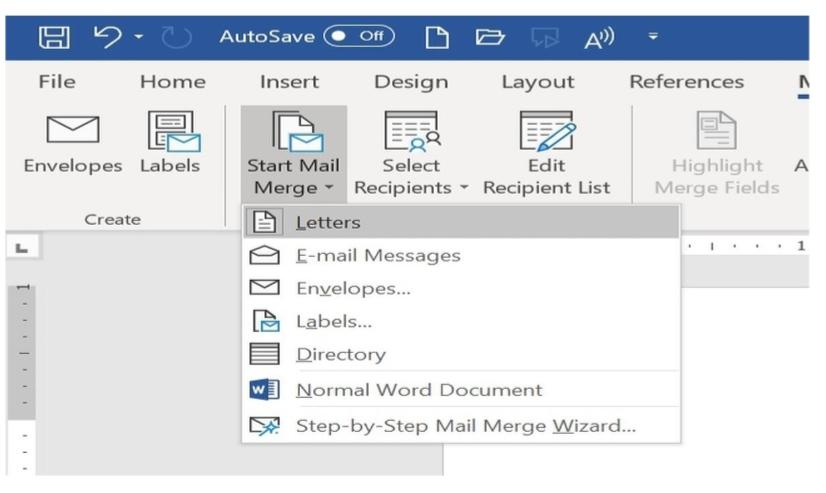 AutoSave Off A
File Home Insert Design Layout References
Envelopes Labels Start Mail Merge Select Recipients Edit Recipient List Highlight Merge Fields A
Create
Letters
L 1
E-mail Messages
1
Envelopes...
Labels...
Directory
W Normal Word Document
Step-by-Step Mail Merge Wizard...